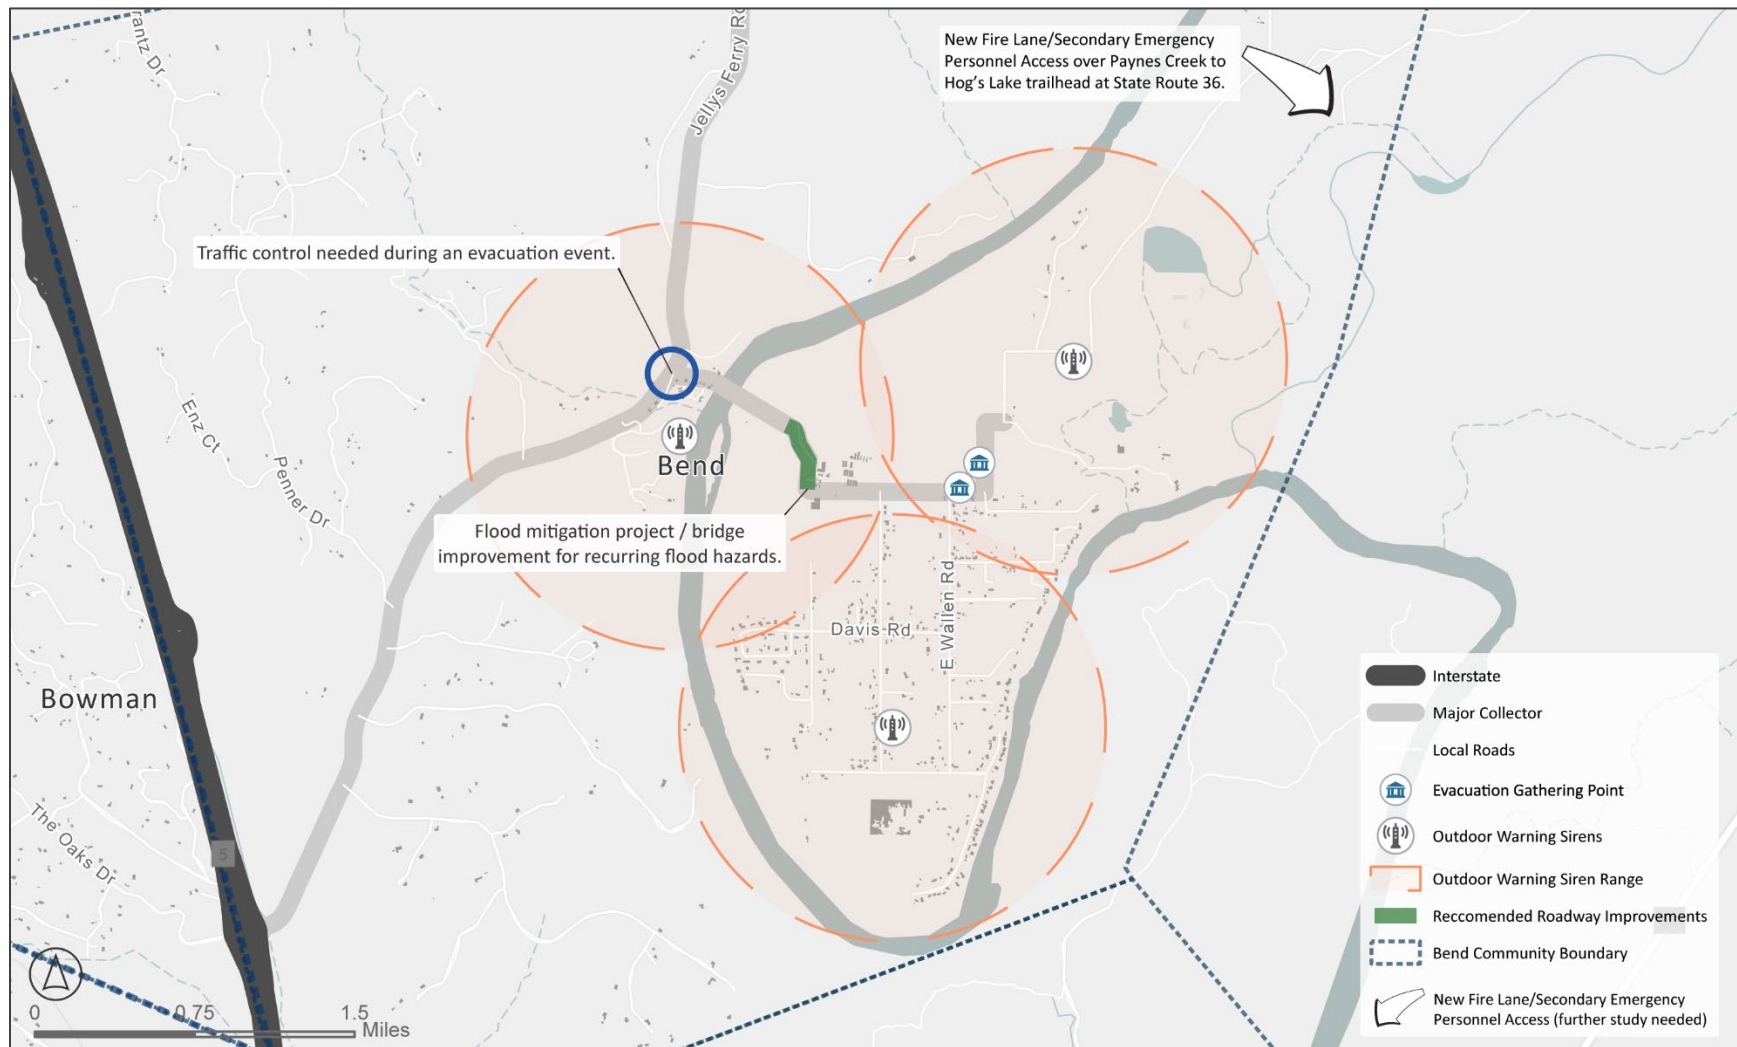 rantz Dr
Jellys Ferry Rd
New Fire Lane/Secondary Emergency
Personnel Access over Paynes Creek to
Hog's Lake trailhead at State Route 36.
Traffic control needed during an evacuation event.
Enz Ct
Penner Dr
Bend
Flood mitigation project / bridge
improvement for recurring flood hazards.
Davis Rd
E Wallen Rd
Bowman
The Oaks Dr
5
0
0.75
1.5
Miles
Interstate
Major Collector
Local Roads
Evacuation Gathering Point
Outdoor Warning Sirens
Outdoor Warning Siren Range
Reccomended Roadway Improvements
Bend Community Boundary
New Fire Lane/Secondary Emergency
Personnel Access (further study needed)